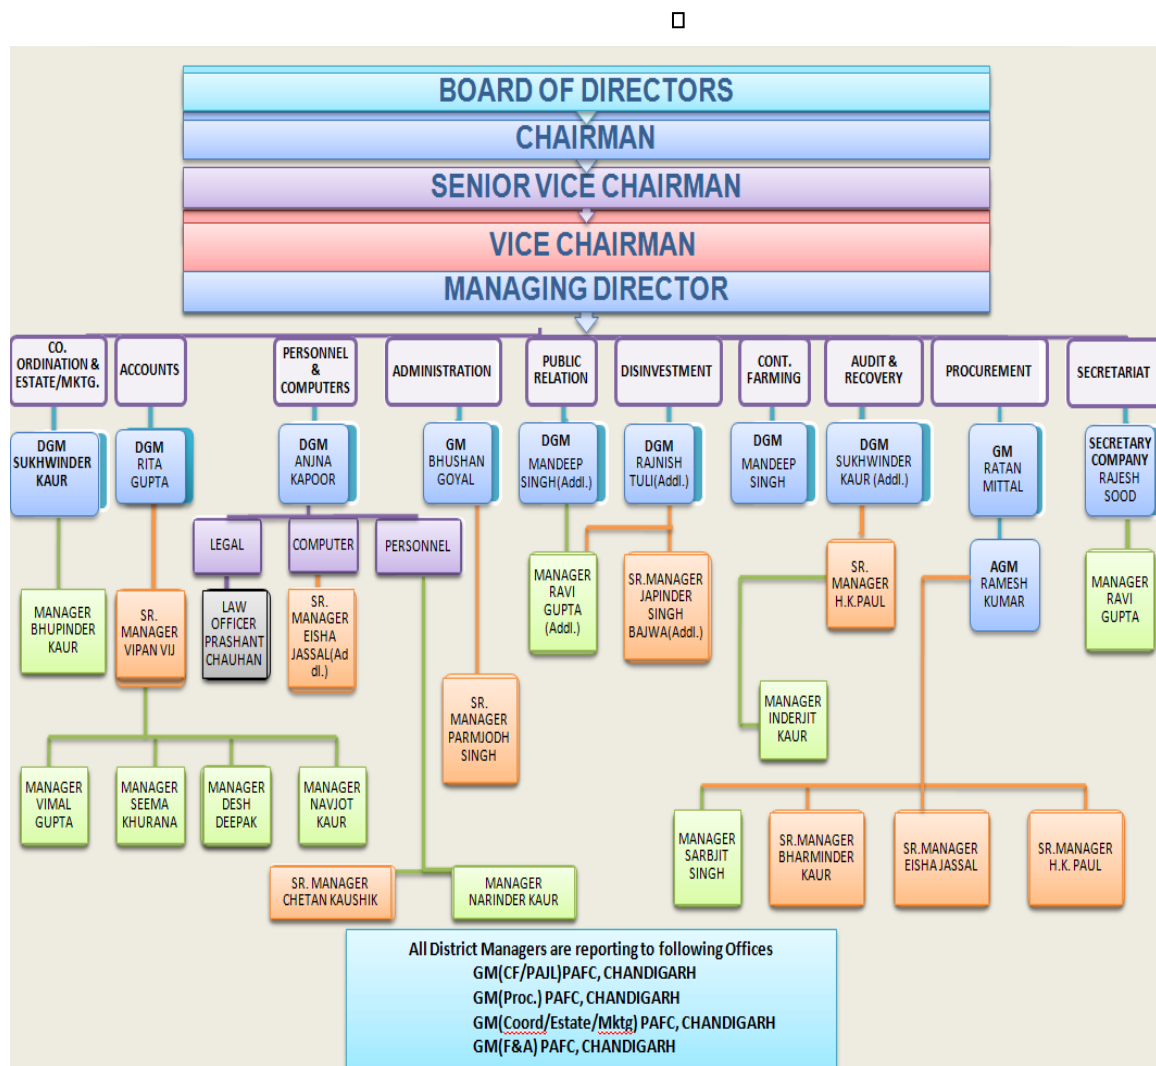 BOARD OF DIRECTORS
CHAIRMAN
SENIOR VICE CHAIRMAN
VICE CHAIRMAN
MANAGING DIRECTOR
CO.
ORDINATION &
ESTATE/MKTG.
ACCOUNTS
PERSONNEL
&
COMPUTERS
ADMINISTRATION
PUBLIC
RELATION
DISINVESTMENT
CONT.
FARMING
AUDIT &
RECOVERY
PROCUREMENT
SECRETARIAT
DGM
SUKHWINDER
KAUR
DGM
RITA
GUPTA
DGM
ANJNA
KAPOOR
GM
BHUSHAN
GOYAL
DGM
MANDEEP
SINGH(Addl.)
DGM
RAJNISH
TULI(Addl.)
DGM
MANDEEP
SINGH
DGM
SUKHWINDER
KAUR (Addl.)
GM
RATAN
MITTAL
SECRETARY
COMPANY
RAJESH
SOOD
LEGAL
COMPUTER
PERSONNEL
MANAGER
BHUPINDER
KAUR
SR.
MANAGER
VIPAN VIJ
LAW
OFFICER
PRASHANT
CHAUHAN
SR.
MANAGER
EISHA
JASSAL(Ad
dl.)
MANAGER
RAVI
GUPTA
(Addl.)
SR.MANAGER
JAPINDER
SINGH
BAJWA(Addl.)
SR.
MANAGER
H.K.PAUL
AGM
RAMESH
KUMAR
MANAGER
RAVI
GUPTA
SR.
MANAGER
PARMJODH
SINGH
MANAGER
INDERJIT
KAUR
MANAGER
VIMAL
GUPTA
MANAGER
SEEMA
KHURANA
MANAGER
DESH
DEEPAK
MANAGER
NAVJOT
KAUR
MANAGER
SARBJIT
SINGH
SR.MANAGER
BHARMINDER
KAUR
SR.MANAGER
EISHA JASSAL
SR.MANAGER
H.K. PAUL
SR. MANAGER
CHETAN KAUSHIK
MANAGER
NARINDER KAUR
All District Managers are reporting to following Offices
GM(CF/PAJL)PAFC, CHANDIGARH
GM(Proc.) PAFC, CHANDIGARH
GM(Coord/Estate/Mktg) PAFC, CHANDIGARH
GM(F&A) PAFC, CHANDIGARH